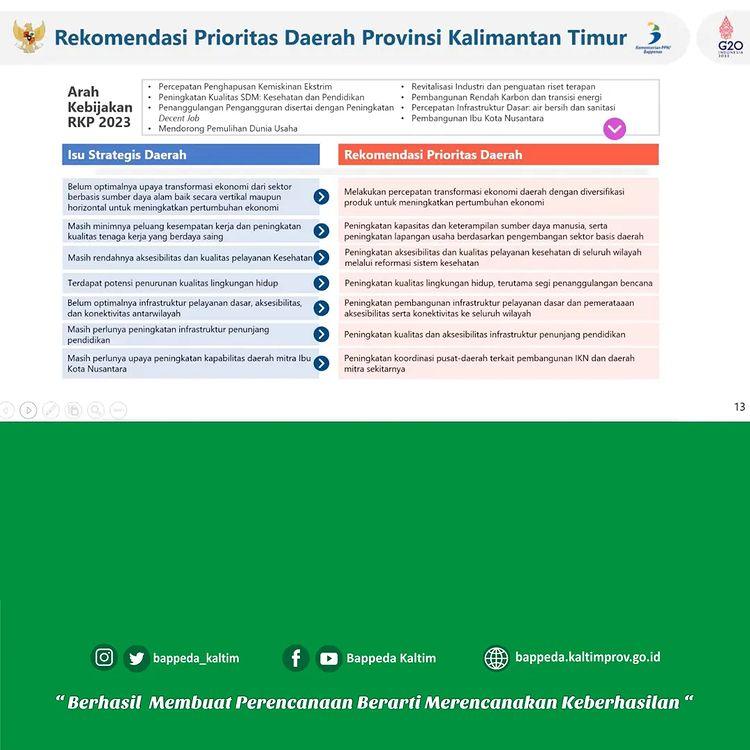 Rekomendasi Prioritas Daerah Provinsi Kalimantan Timur
Kementerian PPN/
Bappenas
G20
INDONESIA
2022
Arah
Kebijakan
RKP 2023
• Percepatan Penghapusan Kemiskinan Ekstrim
• Peningkatan Kualitas SDM: Kesehatan dan Pendidikan
• Penanggulangan Pengangguran disertai dengan Peningkatan
Decent Job
• Mendorong Pemulihan Dunia Usaha
• Revitalisasi Industri dan penguatan riset terapan
• Pembangunan Rendah Karbon dan transisi energi
• Percepatan Infrastruktur Dasar: air bersih dan sanitasi
• Pembangunan Ibu Kota Nusantara
Isu Strategis Daerah
Rekomendasi Prioritas Daerah
Belum optimalnya upaya transformasi ekonomi dari sektor
berbasis sumber daya alam baik secara vertikal maupun
horizontal untuk meningkatkan pertumbuhan ekonomi
Melakukan percepatan transformasi ekonomi daerah dengan diversifikasi
produk untuk meningkatkan pertumbuhan ekonomi
Masih minimnya peluang kesempatan kerja dan peningkatan
kualitas tenaga kerja yang berdaya saing
Peningkatan kapasitas dan keterampilan sumber daya manusia, serta
peningkatan lapangan usaha berdasarkan pengembangan sektor basis daerah
Masih rendahnya aksesibilitas dan kualitas pelayanan Kesehatan
Peningkatan aksesibilitas dan kualitas pelayanan kesehatan di seluruh wilayah
melalui reformasi sistem kesehatan
Terdapat potensi penurunan kualitas lingkungan hidup
Peningkatan kualitas lingkungan hidup, terutama segi penanggulangan bencana
Belum optimalnya infrastruktur pelayanan dasar, aksesibilitas,
dan konektivitas antarwilayah
Peningkatan pembangunan infrastruktur pelayanan dasar dan pemerataaan
aksesibilitas serta konektivitas ke seluruh wilayah
Masih perlunya peningkatan infrastruktur penunjang
pendidikan
Peningkatan kualitas dan aksesibilitas infrastruktur penunjang pendidikan
Masih perlunya upaya peningkatan kapabilitas daerah mitra Ibu
Kota Nusantara
Peningkatan koordinasi pusat-daerah terkait pembangunan IKN dan daerah
mitra sekitarnya
13
bappeda_kaltim
Bappeda Kaltim
bappeda.kaltimprov.go.id
“ Berhasil Membuat Perencanaan Berarti Merencanakan Keberhasilan “